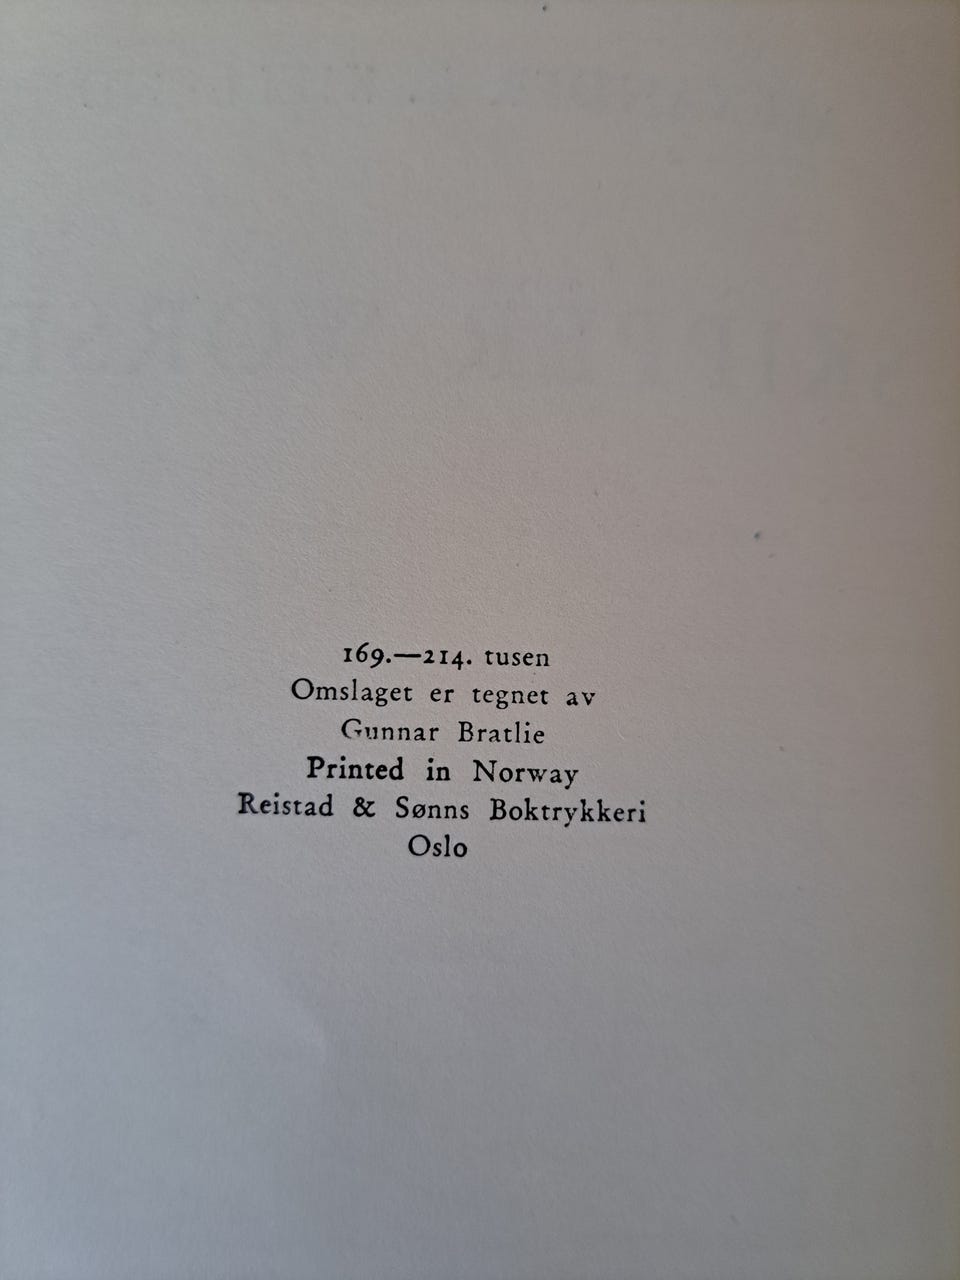 169.—214. tusen
Omslaget er tegnet av
Gunnar Bratlie
Printed in Norway
Reistad & Sønns Boktrykkeri
Oslo